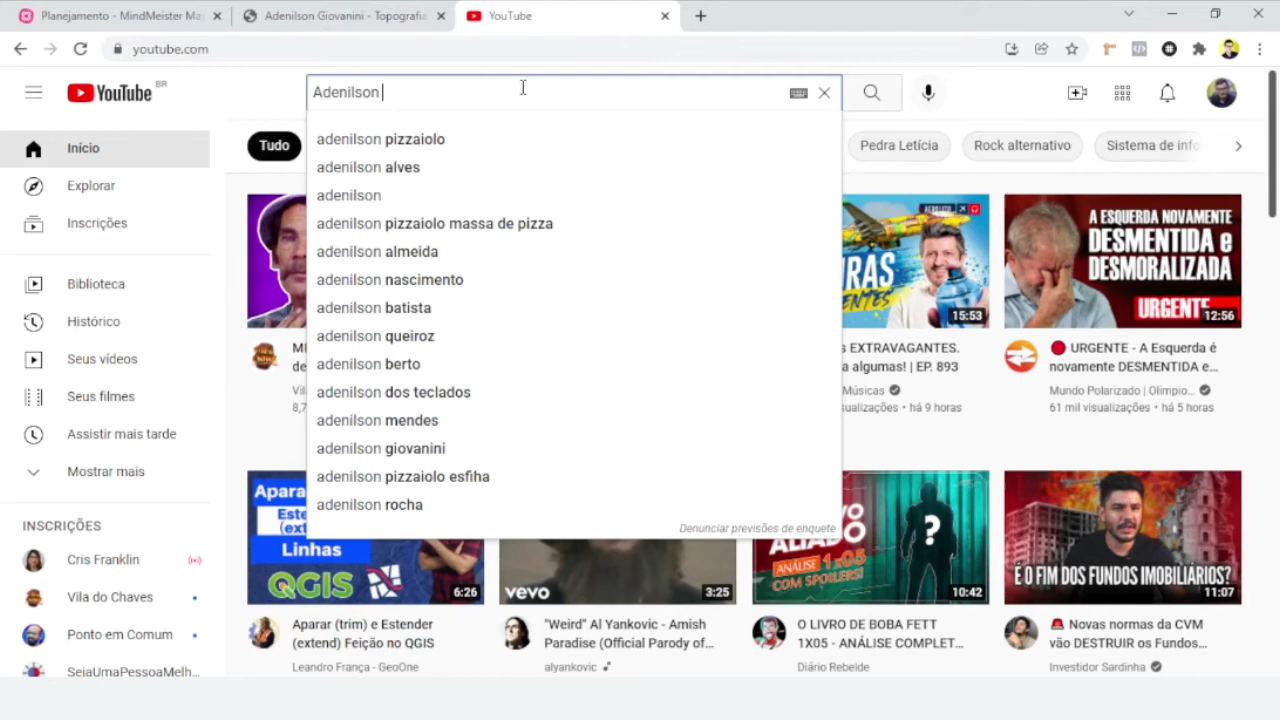 Planejamento - MindMeister Ma
Adenilson Giovanini - Topografia
YouTube
youtube.com
YouTube BR
Adenilson
Início
Explorar
Inscrições
Biblioteca
Histórico
Seus vídeos
Seus filmes
Assistir mais tarde
Mostrar mais
INSCRIÇÕES
Cris Franklin
Vila do Chaves
Ponto em Comum
SejaUmaPessoaMelh...
Tudo
Pedra Letícia
Rock alternativo
Sistema de info
adenilson pizzaiolo
adenilson alves
adenilson
adenilson pizzaiolo massa de pizza
adenilson almeida
adenilson nascimento
adenilson batista
adenilson queiroz
adenilson berto
adenilson dos teclados
adenilson mendes
adenilson giovanini
adenilson pizzaiolo esfiha
adenilson rocha
Denunciar previsões de enquete
15:53
s EXTRAVAGANTES.
a algumas! | EP. 893
Músicas
ualizações • há 9 horas
A ESQUERDA NOVAMENTE
DESMENTIDA e
DESMORALIZADA
URGENTE
12:56
URGENTE - A Esquerda é
novamente DESMENTIDA e...
Mundo Polarizado | Olimpio...
61 mil visualizações • há 5 horas
Linhas
QGIS
6:26
Aparar (trim) e Estender
(extend) Feição no QGIS
Leandro França - GeoOne
vevo
3:25
"Weird" Al Yankovic - Amish
Paradise (Official Parody of...
alyankovic
ALIADO
?
ANÁLISE 1x05
COM SPOILERS!
10:42
O LIVRO DE BOBA FETT
1X05 - ANÁLISE COMPLET...
Diário Rebelde
É O FIM DOS FUNDOS IMOBILIÁRIOS?
11:07
Novas normas da CVM
vão DESTRUIR os Fundos...
Investidor Sardinha